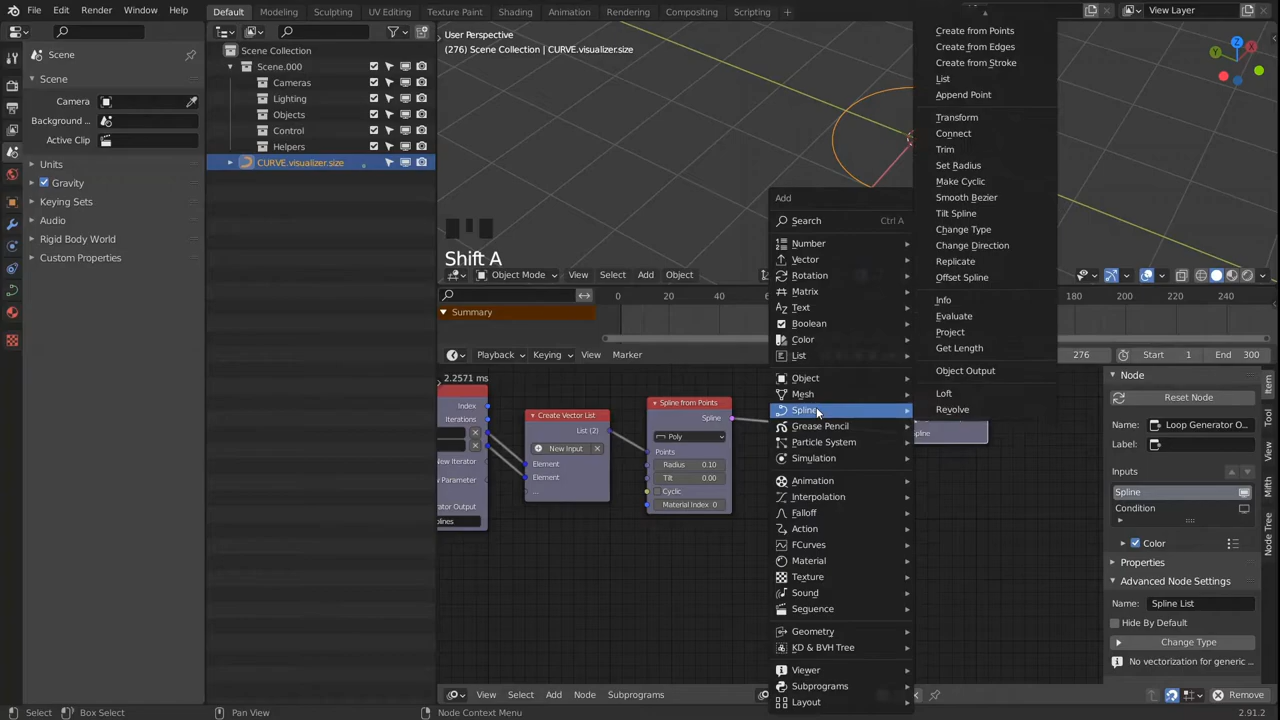 File Edit Render Window Help
Default Modeling Sculpting UV Editing Texture Paint Shading Animation Rendering Compositing Scripting
View Layer
Scene
Scene
Camera
Background ...
Active Clip
Units
Gravity
Keying Sets
Audio
Rigid Body World
Custom Properties
Scene Collection
Scene.000
Cameras
Lighting
Objects
Control
Helpers
CURVE.visualizer.size
User Perspective
(276) Scene Collection | CURVE.visualizer.size
Z
X
Y
Shift A
Object Mode View Select Add Object
0 20 40 180 200 220 240
Summary
Playback Keying View Marker
276 Start 1 End 300
2.2571 ms
Index
Iterations
New Iterator
w Parameter
rator Output
plines
Create Vector List
List (2)
New Input
Element
Element
...
Spline from Points
Spline
Poly
Points
Radius 0.10
Tilt 0.00
Cyclic
Material Index 0
Spline
Add
Search Ctrl A
Number
Vector
Rotation
Matrix
Text
Boolean
Color
List
Object
Mesh
Spline
Grease Pencil
Particle System
Simulation
Animation
Interpolation
Falloff
Action
FCurves
Material
Texture
Sound
Sequence
Geometry
KD & BVH Tree
Viewer
Subprograms
Layout
Create from Points
Create from Edges
Create from Stroke
List
Append Point
Transform
Connect
Trim
Set Radius
Make Cyclic
Smooth Bezier
Tilt Spline
Change Type
Change Direction
Replicate
Offset Spline
Info
Evaluate
Project
Get Length
Object Output
Loft
Revolve
Node
Reset Node
Name: Loop Generator O...
Label:
Inputs
Spline
Condition
Color
Properties
Advanced Node Settings
Name: Spline List
Hide By Default
Change Type
No vectorization for generic ...
Item
Tool
Mith
Node Tree
View Select Add Node Subprograms
Remove
Select Box Select Pan View Node Context Menu 2.91.2